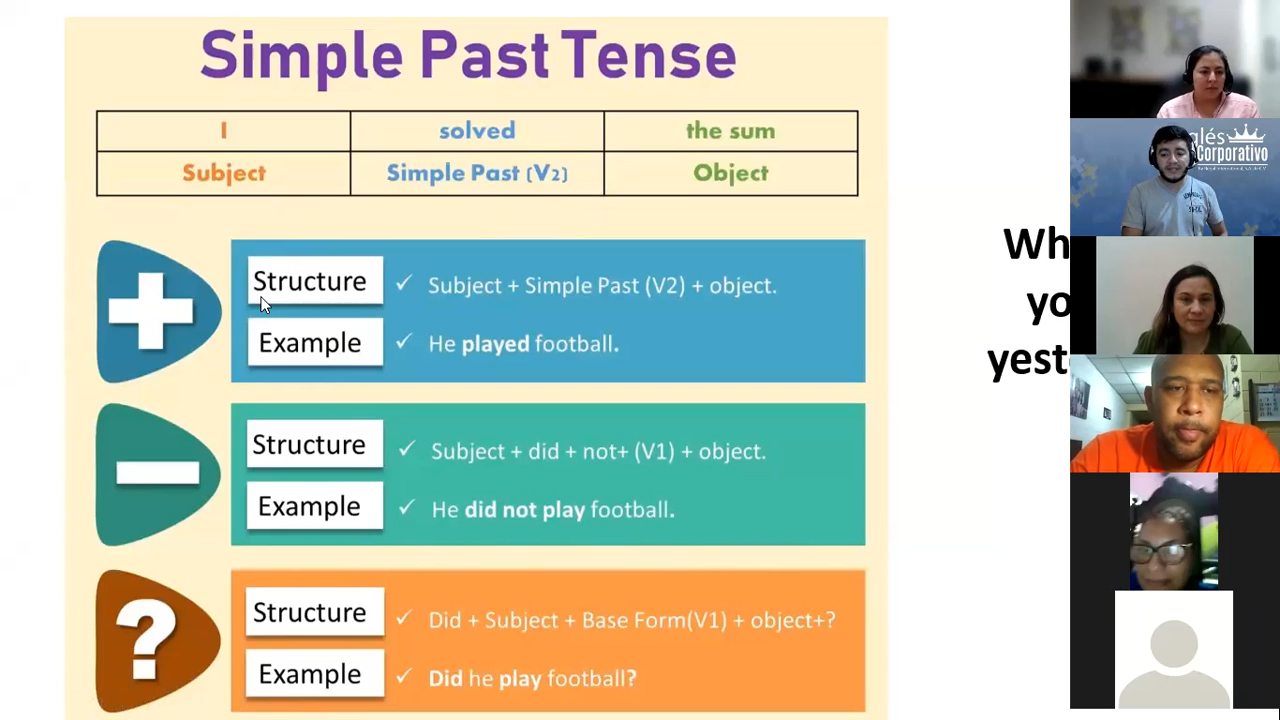 Simple Past Tense
I solved the sum
Subject Simple Past (V2) Object
Structure ✓ Subject + Simple Past (V2) + object.
Example ✓ He played football.
Structure ✓ Subject + did + not+ (V1) + object.
Example ✓ He did not play football.
? Structure ✓ Did + Subject + Base Form(V1) + object+?
Example ✓ Did he play football?
Wh
yo
yest
glés
Corporativo